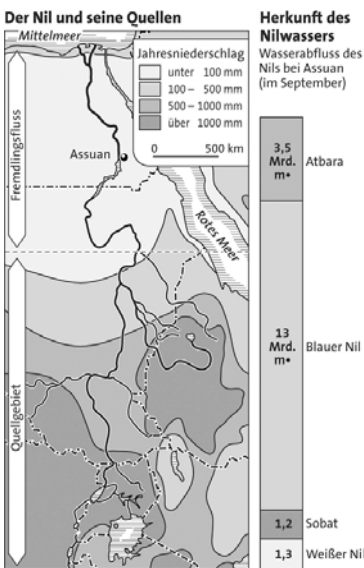 Der Nil und seine Quellen
Mittelmeer
Jahresniederschlag
unter 100 mm
100 – 500 mm
500 – 1000 mm
über 1000 mm
0 500 km
Assuan
Fremdlingsfluss
Rotes Meer
Quellgebiet
Herkunft des
Nilwassers
Wasserabfluss des
Nils bei Assuan
(im September)
3,5
Mrd.
m•
Atbara
13
Mrd.
m•
Blauer Nil
1,2 Sobat
1,3 Weißer Nil